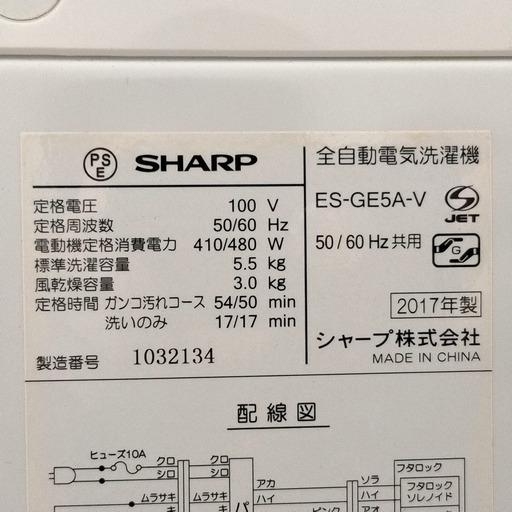 PS
E
SHARP
全自動電気洗濯機
定格電圧 100 V
定格周波数 50/60 Hz
電動機定格消費電力 410/480 W
標準洗濯容量 5.5 kg
風乾燥容量 3.0 kg
定格時間 ガンコ汚れコース 54/50 min
洗いのみ 17/17 min
製造番号 1032134
ES-GE5A-V
S
JET
50/60 Hz共用
G
2017年製
シャープ株式会社
MADE IN CHINA
配線図
ヒューズ10A
クロ クロ
シロ シロ
アカ
ハイ
ソラ
ハイ
フタロック
フタロック
ソレノイド
ムラサキ ムラサキ
キ キ
パ
ピンク
アオ